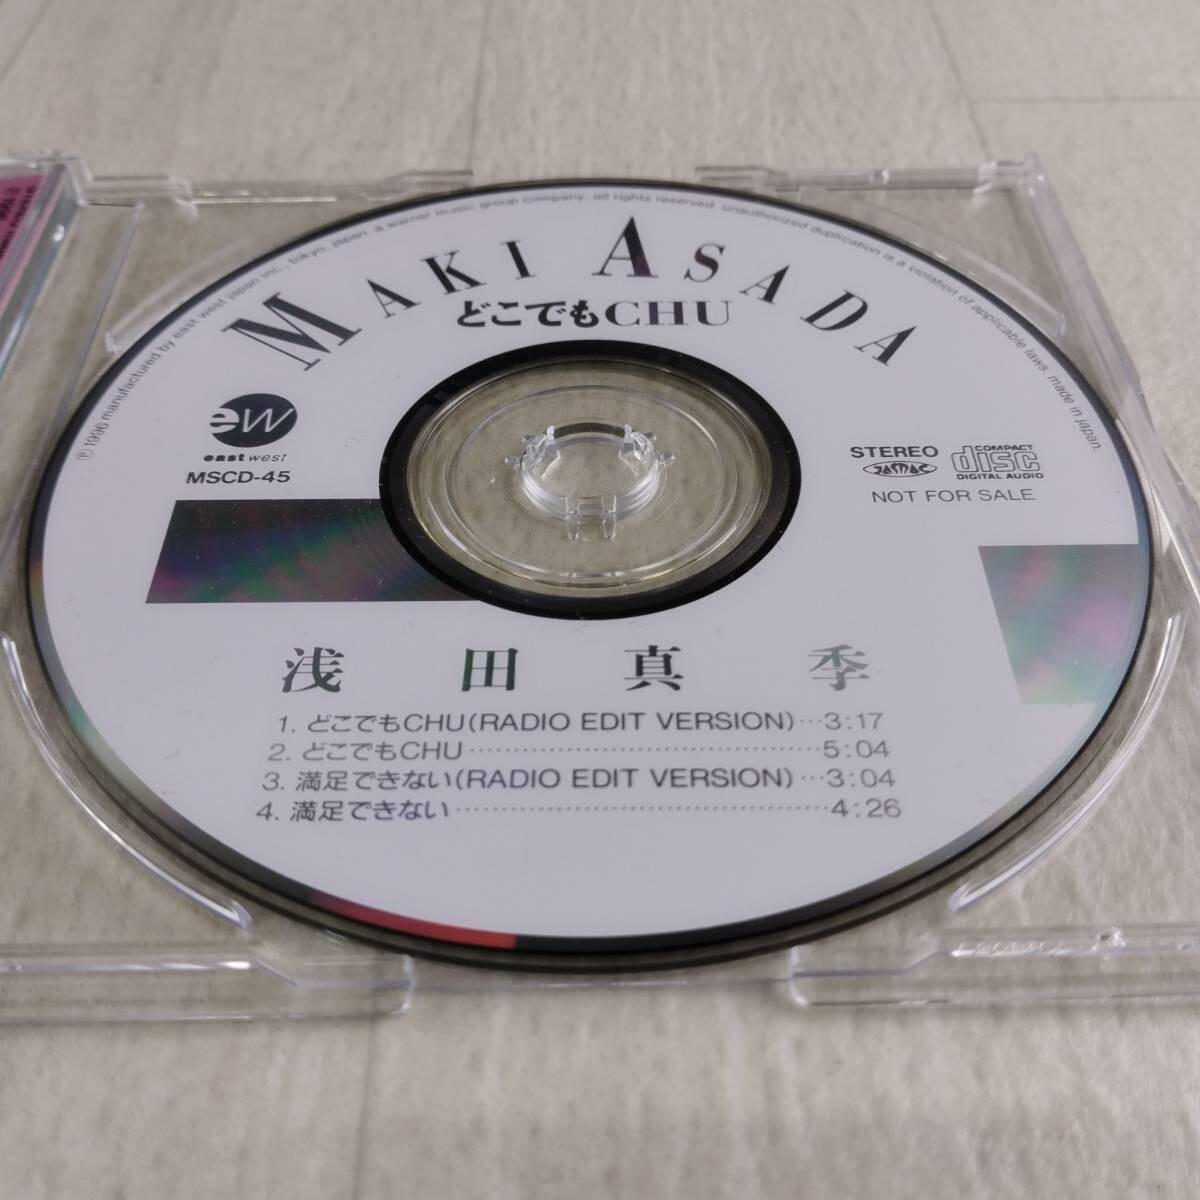 ℗ 1996 manufactured by east west japan inc., tokyo, japan. a warner music group company. all rights reserved. unauthorized duplication is a violation of applicable laws. made in japan.
MAKI ASADA
どこでもCHU
ew
east west
MSCD-45
STEREO
JASRAC
COMPACT
disc
DIGITAL AUDIO
NOT FOR SALE
浅田真季
1. どこでもCHU(RADIO EDIT VERSION)…3:17
2. どこでもCHU……………………………………5:04
3. 満足できない(RADIO EDIT VERSION)…3:04
4. 満足できない……………………………………4:26